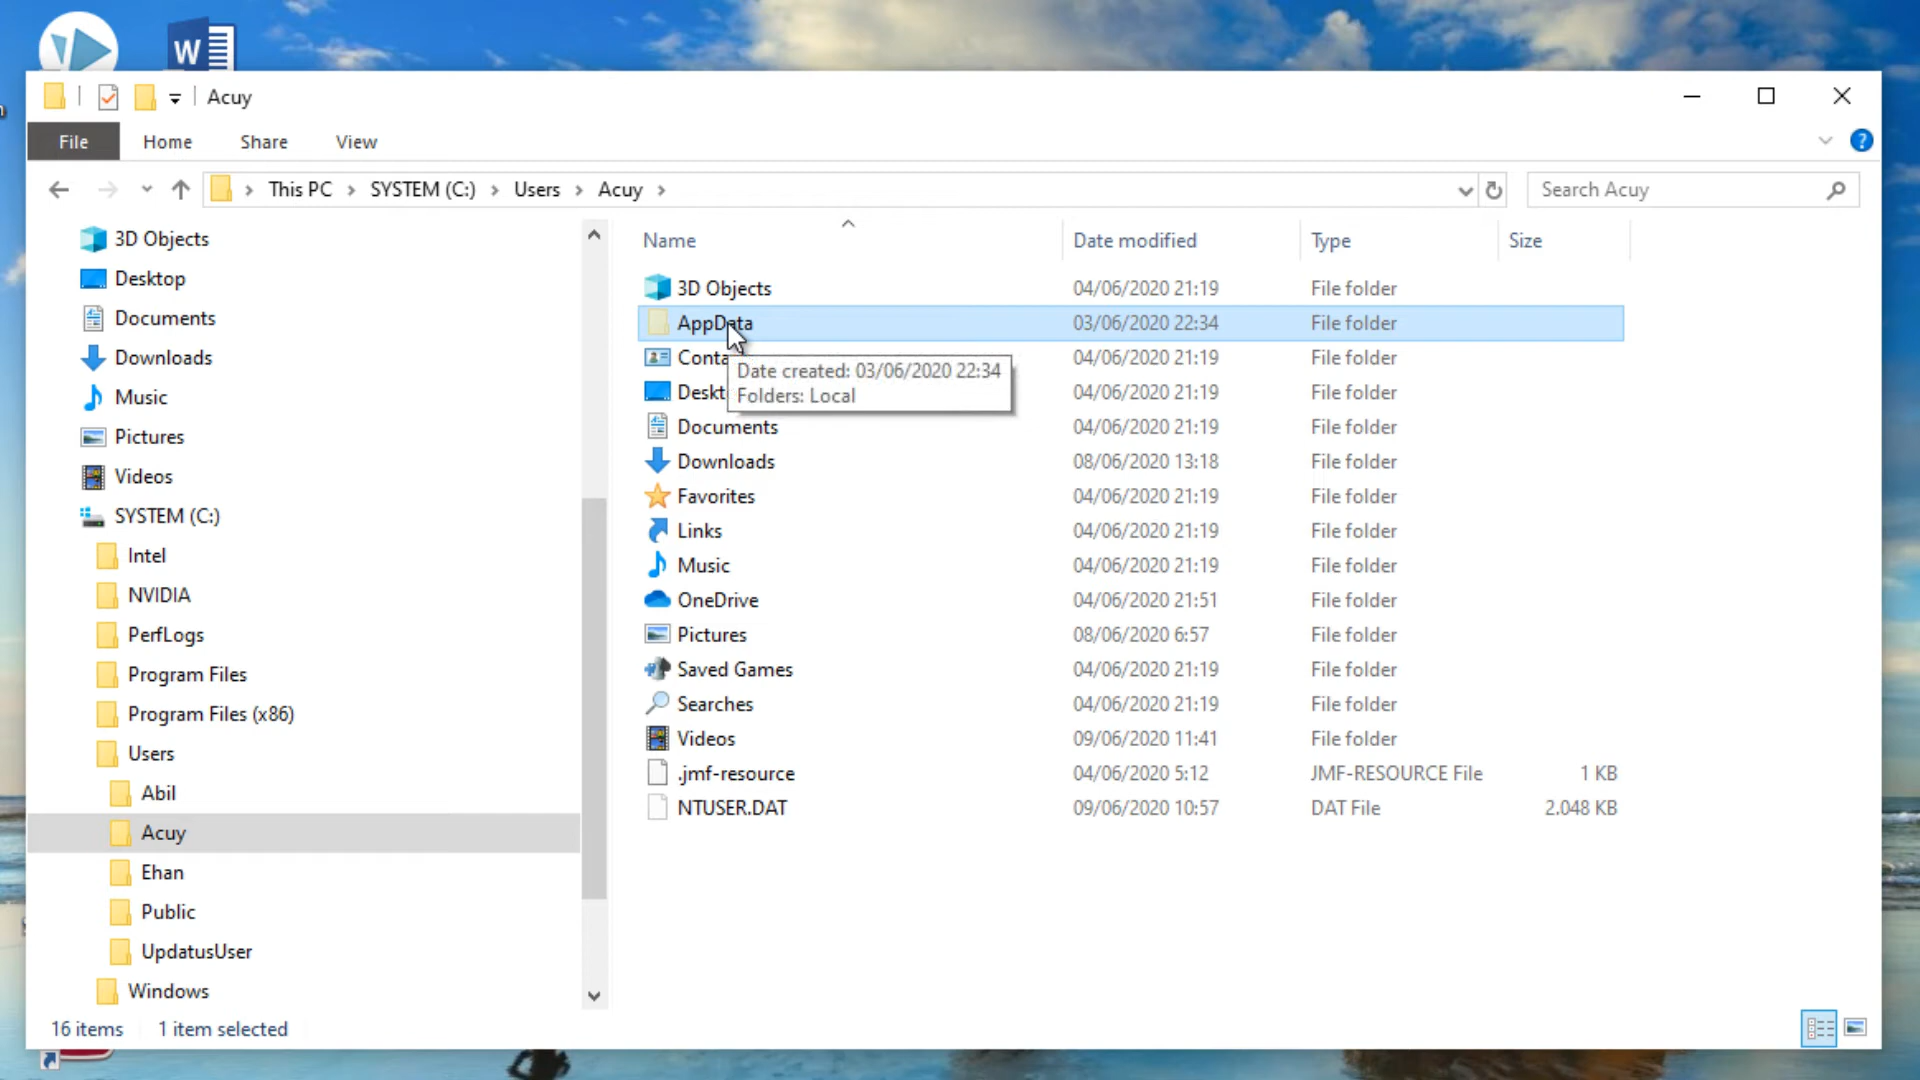 W
Acuy
File Home Share View
?
This PC > SYSTEM (C:) > Users > Acuy >
Search Acuy
3D Objects
Desktop
Documents
Downloads
Music
Pictures
Videos
SYSTEM (C:)
Intel
NVIDIA
PerfLogs
Program Files
Program Files (x86)
Users
Abil
Acuy
Ehan
Public
UpdatusUser
Windows
Name Date modified Type Size
3D Objects 04/06/2020 21:19 File folder
AppData 03/06/2020 22:34 File folder
Conta 04/06/2020 21:19 File folder
Date created: 03/06/2020 22:34
Folders: Local
Deskt 04/06/2020 21:19 File folder
Documents 04/06/2020 21:19 File folder
Downloads 08/06/2020 13:18 File folder
Favorites 04/06/2020 21:19 File folder
Links 04/06/2020 21:19 File folder
Music 04/06/2020 21:19 File folder
OneDrive 04/06/2020 21:51 File folder
Pictures 08/06/2020 6:57 File folder
Saved Games 04/06/2020 21:19 File folder
Searches 04/06/2020 21:19 File folder
Videos 09/06/2020 11:41 File folder
.jmf-resource 04/06/2020 5:12 JMF-RESOURCE File 1 KB
NTUSER.DAT 09/06/2020 10:57 DAT File 2.048 KB
16 items 1 item selected